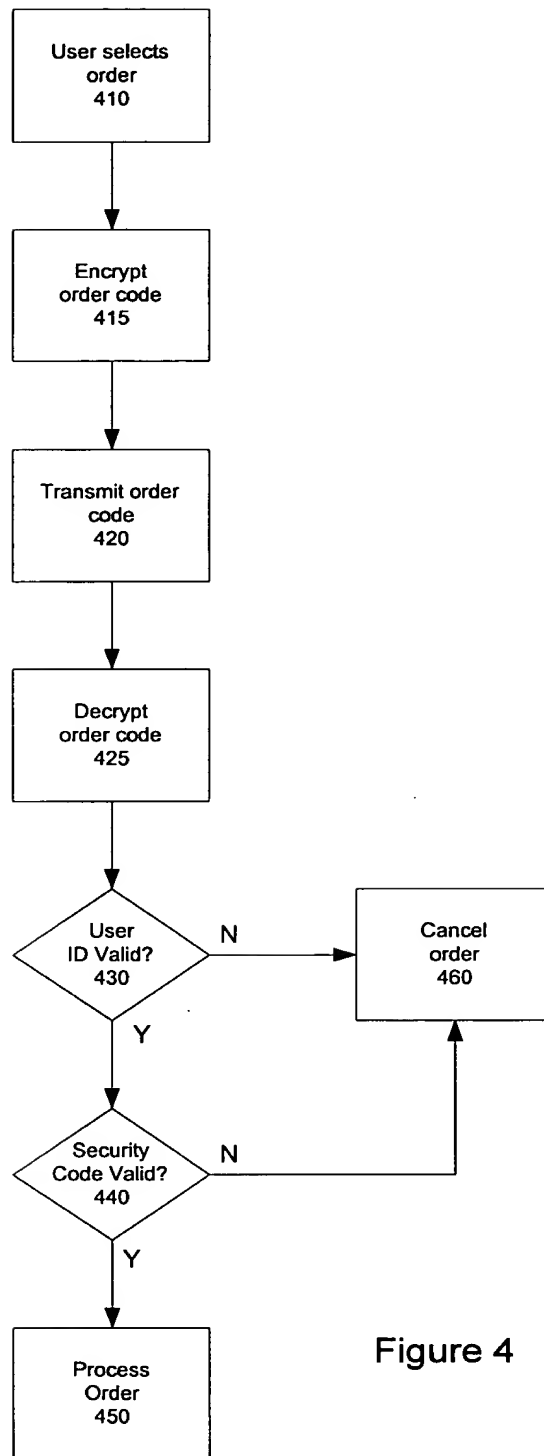 User selects
order
410
Encrypt
order code
415
Transmit order
code
420
Decrypt
order code
425
User
ID Valid?
430
N
Cancel
order
460
Y
Security
Code Valid?
440
N
Y
Process
Order
450
Figure 4